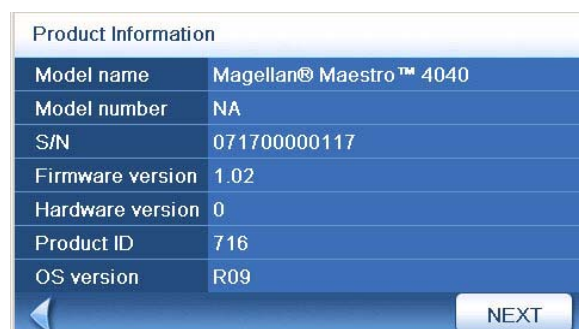 Product Information
Model name Magellan® Maestro™ 4040
Model number NA
S/N 071700000117
Firmware version 1.02
Hardware version 0
Product ID 716
OS version R09
NEXT